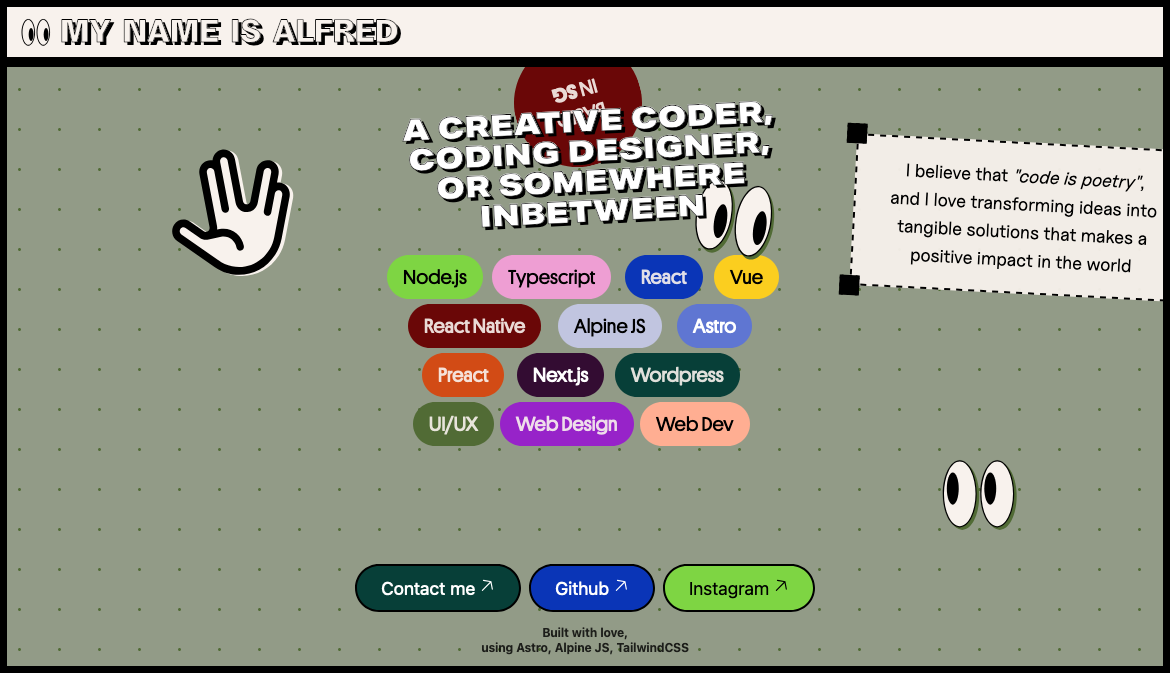 MY NAME IS ALFRED
IN SG
A CREATIVE CODER,
CODING DESIGNER,
OR SOMEWHERE
INBETWEEN
I believe that "code is poetry",
and I love transforming ideas into
tangible solutions that makes a
positive impact in the world
Node.js Typescript React Vue
React Native Alpine JS Astro
Preact Next.js Wordpress
UI/UX Web Design Web Dev
Contact me Github Instagram
Built with love,
using Astro, Alpine JS, TailwindCSS